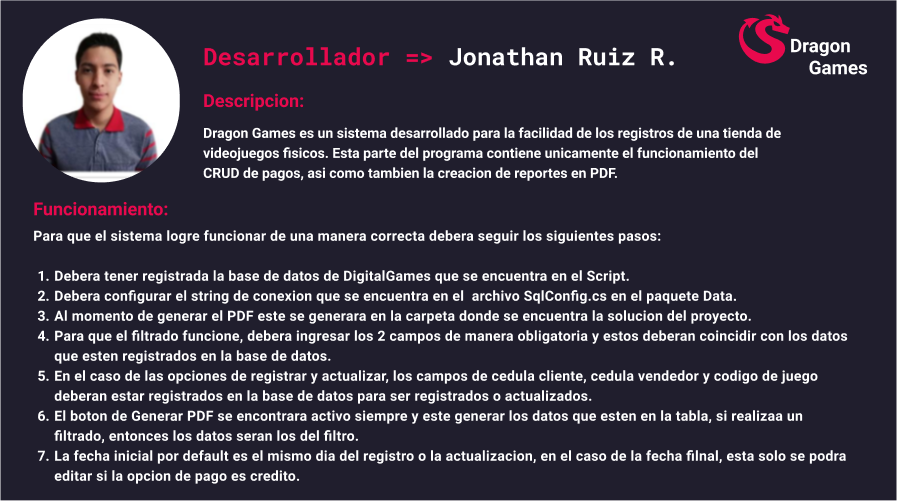 Desarrollador => Jonathan Ruiz R.
Dragon
Games
Descripcion:
Dragon Games es un sistema desarrollado para la facilidad de los registros de una tienda de
videojuegos fisicos. Esta parte del programa contiene unicamente el funcionamiento del
CRUD de pagos, asi como tambien la creacion de reportes en PDF.
Funcionamiento:
Para que el sistema logre funcionar de una manera correcta debera seguir los siguientes pasos:
1. Debera tener registrada la base de datos de DigitalGames que se encuentra en el Script.
2. Debera configurar el string de conexion que se encuentra en el archivo SqlConfig.cs en el paquete Data.
3. Al momento de generar el PDF este se generara en la carpeta donde se encuentra la solucion del proyecto.
4. Para que el filtrado funcione, debera ingresar los 2 campos de manera obligatoria y estos deberan coincidir con los datos
que esten registrados en la base de datos.
5. En el caso de las opciones de registrar y actualizar, los campos de cedula cliente, cedula vendedor y codigo de juego
deberan estar registrados en la base de datos para ser registrados o actualizados.
6. El boton de Generar PDF se encontrara activo siempre y este generar los datos que esten en la tabla, si realizaa un
filtrado, entonces los datos seran los del filtro.
7. La fecha inicial por default es el mismo dia del registro o la actualizacion, en el caso de la fecha filnal, esta solo se podra
editar si la opcion de pago es credito.